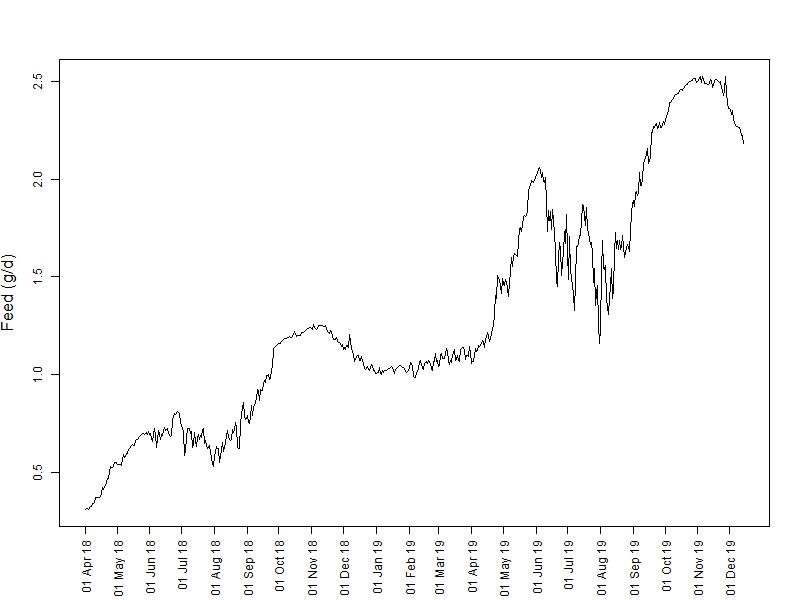 Feed (g/d)
2.5
2.0
1.5
1.0
0.5
01 Apr 18
01 May 18
01 Jun 18
01 Jul 18
01 Aug 18
01 Sep 18
01 Oct 18
01 Nov 18
01 Dec 18
01 Jan 19
01 Feb 19
01 Mar 19
01 Apr 19
01 May 19
01 Jun 19
01 Jul 19
01 Aug 19
01 Sep 19
01 Oct 19
01 Nov 19
01 Dec 19